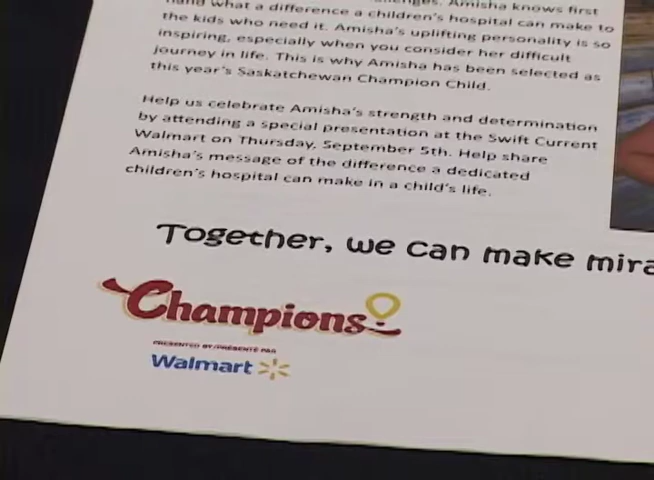 hand what a difference a children's hospital can make to
the kids who need it. Amisha's uplifting personality is so
inspiring, especially when you consider her difficult
journey in life. This is why Amisha has been selected as
this year's Saskatchewan Champion Child.
Help us celebrate Amisha's strength and determination
by attending a special presentation at the Swift Current
Walmart on Thursday, September 5th. Help share
Amisha's message of the difference a dedicated
children's hospital can make in a child's life.
Together, we can make mira
Champions
PRESENTED BY/PRÉSENTÉ PAR
Walmart